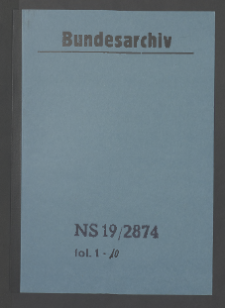 Bundesarchiv
NS 19/2874
fol. 1-10